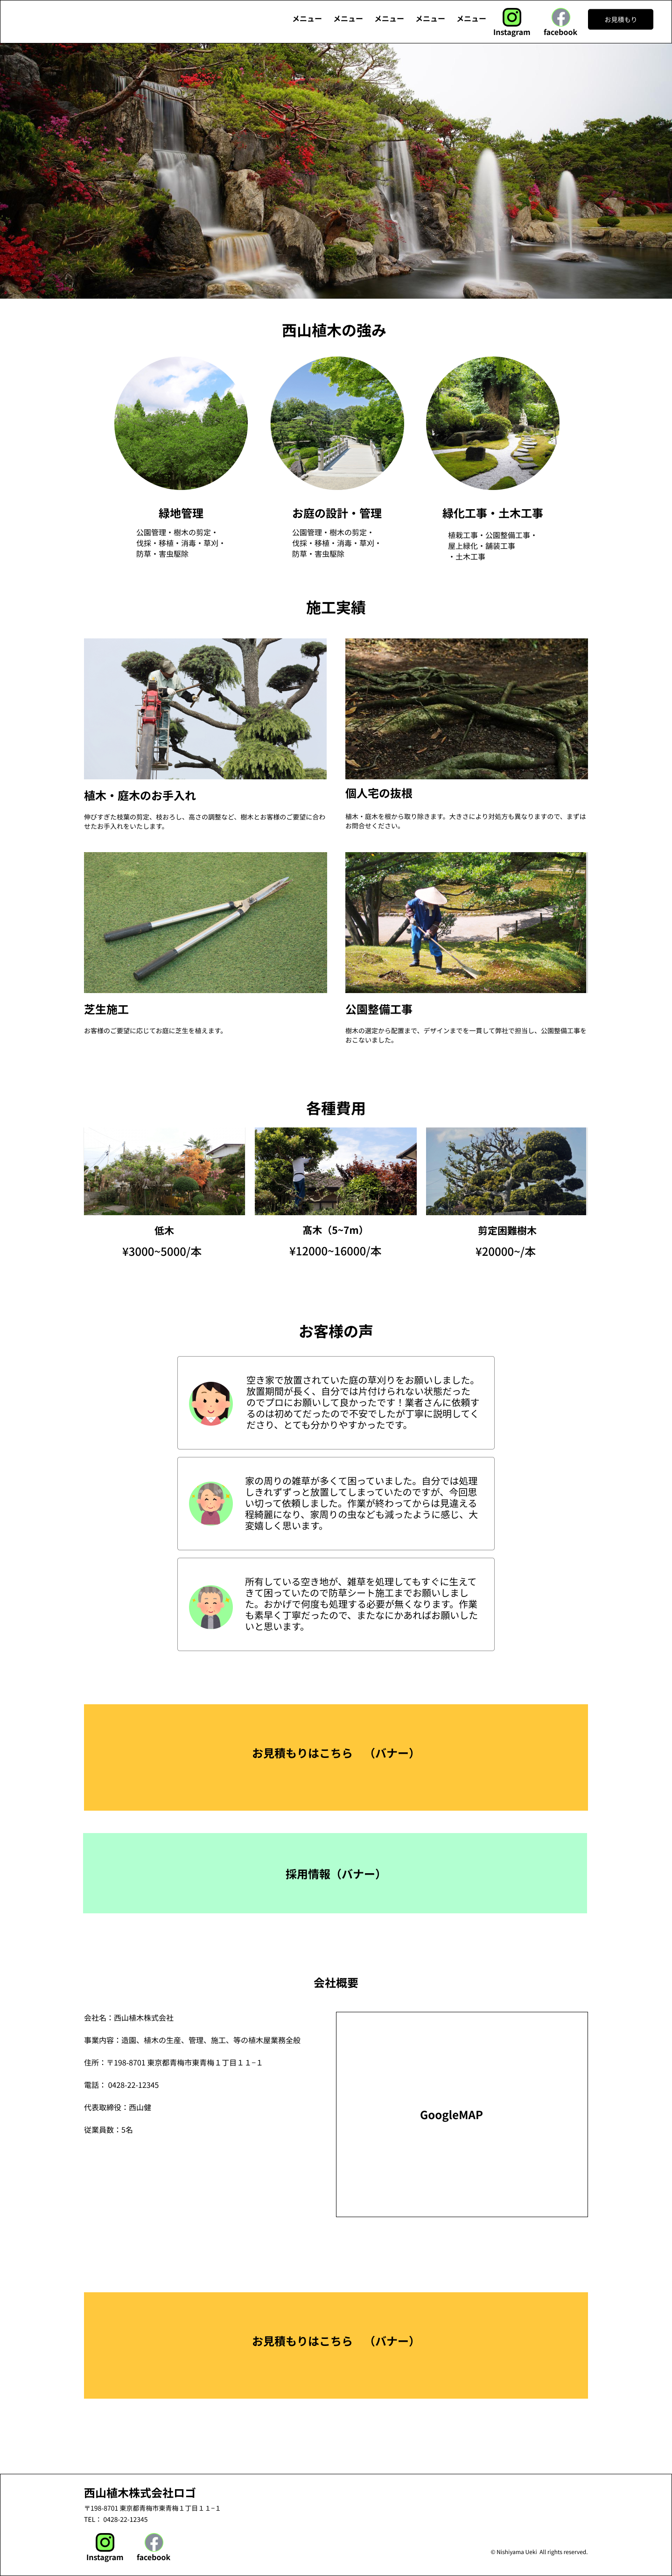 メニュー メニュー メニュー メニュー メニュー
Instagram facebook
お見積もり
西山植木の強み
緑地管理
公園管理・樹木の剪定・
伐採・移植・消毒・草刈・
防草・害虫駆除
お庭の設計・管理
公園管理・樹木の剪定・
伐採・移植・消毒・草刈・
防草・害虫駆除
緑化工事・土木工事
植栽工事・公園整備工事・
屋上緑化・舗装工事
・土木工事
施工実績
植木・庭木のお手入れ
伸びすぎた枝葉の剪定、枝おろし、高さの調整など、樹木とお客様のご要望に合わ
せたお手入れをいたします。
個人宅の抜根
植木・庭木を根から取り除きます。大きさにより対処方も異なりますので、まずは
お問合せください。
芝生施工
お客様のご要望に応じてお庭に芝生を植えます。
公園整備工事
樹木の選定から配置まで、デザインまでを一貫して弊社で担当し、公園整備工事を
おこないました。
各種費用
低木
¥3000~5000/本
高木（5~7m）
¥12000~16000/本
剪定困難樹木
¥20000~/本
お客様の声
空き家で放置されていた庭の草刈りをお願いしました。
放置期間が長く、自分では片付けられない状態だった
のでプロにお願いして良かったです！業者さんに依頼す
るのは初めてだったので不安でしたが丁寧に説明してく
ださり、とても分かりやすかったです。
家の周りの雑草が多くて困っていました。自分では処理
しきれずずっと放置してしまっていたのですが、今回思
い切って依頼しました。作業が終わってからは見違える
程綺麗になり、家周りの虫なども減ったように感じ、大
変嬉しく思います。
所有している空き地が、雑草を処理してもすぐに生えて
きて困っていたので防草シート施工までお願いしまし
た。おかげで何度も処理する必要が無くなります。作業
も素早く丁寧だったので、またなにかあればお願いした
いと思います。
お見積もりはこちら （バナー）
採用情報（バナー）
会社概要
会社名：西山植木株式会社
事業内容：造園、植木の生産、管理、施工、等の植木屋業務全般
住所：〒198-8701 東京都青梅市東青梅１丁目１１−１
電話： 0428-22-12345
代表取締役：西山健
従業員数：5名
GoogleMAP
お見積もりはこちら （バナー）
西山植木株式会社ロゴ
〒198-8701 東京都青梅市東青梅１丁目１１−１
TEL： 0428-22-12345
Instagram facebook
© Nishiyama Ueki All rights reserved.